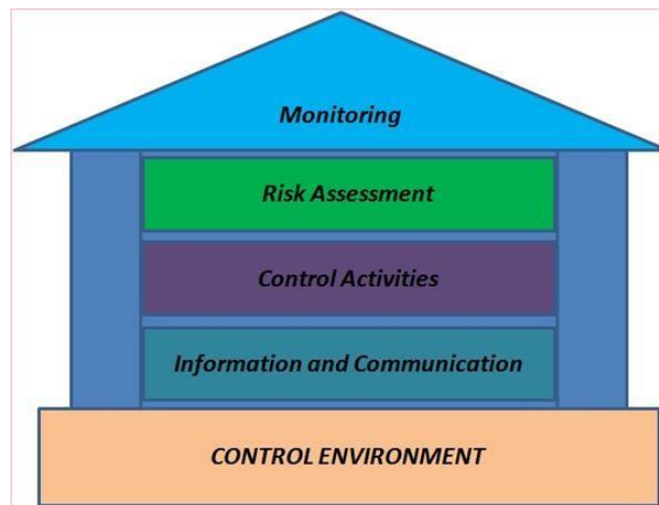 Monitoring
Risk Assessment
Control Activities
Information and Communication
CONTROL ENVIRONMENT